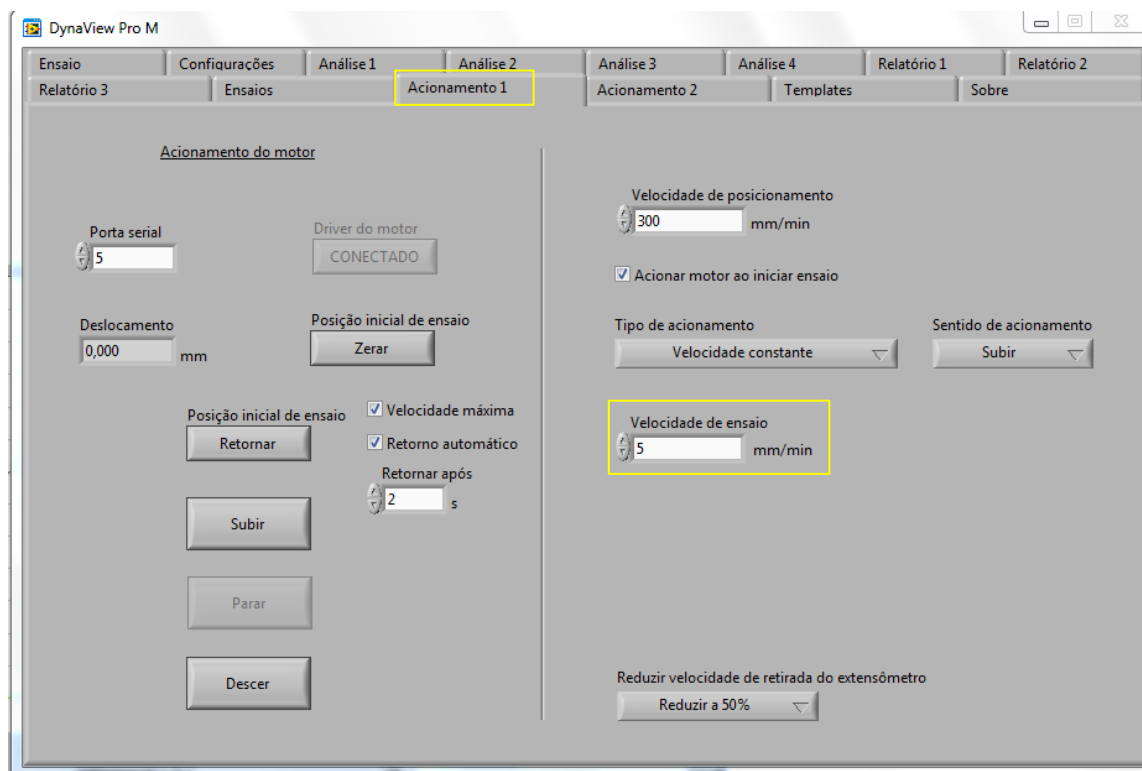 DynaView Pro M
Ensaio Configurações Análise 1 Análise 2 Análise 3 Análise 4 Relatório 1 Relatório 2
Relatório 3 Ensaios Acionamento 1 Acionamento 2 Templates Sobre
Acionamento do motor
Porta serial
5
Driver do motor
CONECTADO
Deslocamento
0,000 mm
Posição inicial de ensaio
Zerar
Posição inicial de ensaio
Retornar
Velocidade máxima
Retorno automático
Retornar após
2 s
Subir
Parar
Descer
Velocidade de posicionamento
300 mm/min
Acionar motor ao iniciar ensaio
Tipo de acionamento
Velocidade constante
Sentido de acionamento
Subir
Velocidade de ensaio
5 mm/min
Reduzir velocidade de retirada do extensômetro
Reduzir a 50%